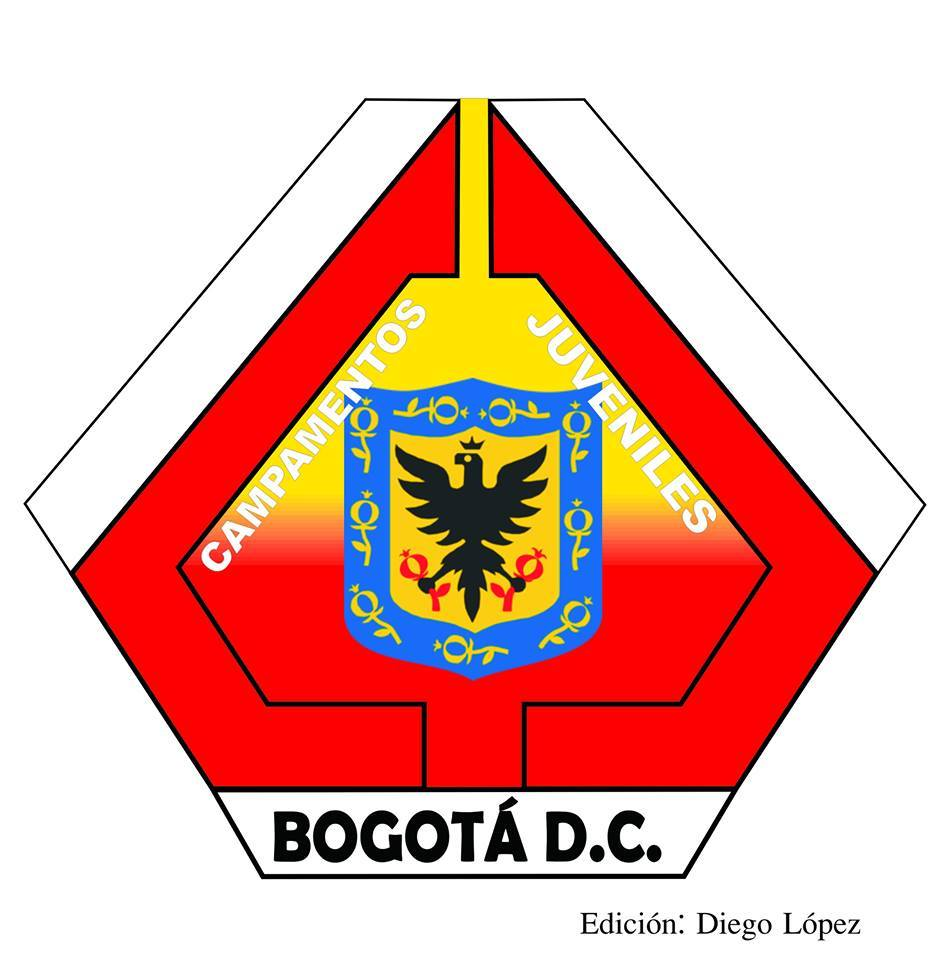 CAMPAMENTOS
JUVENILES
BOGOTÁ D.C.
Edición: Diego López